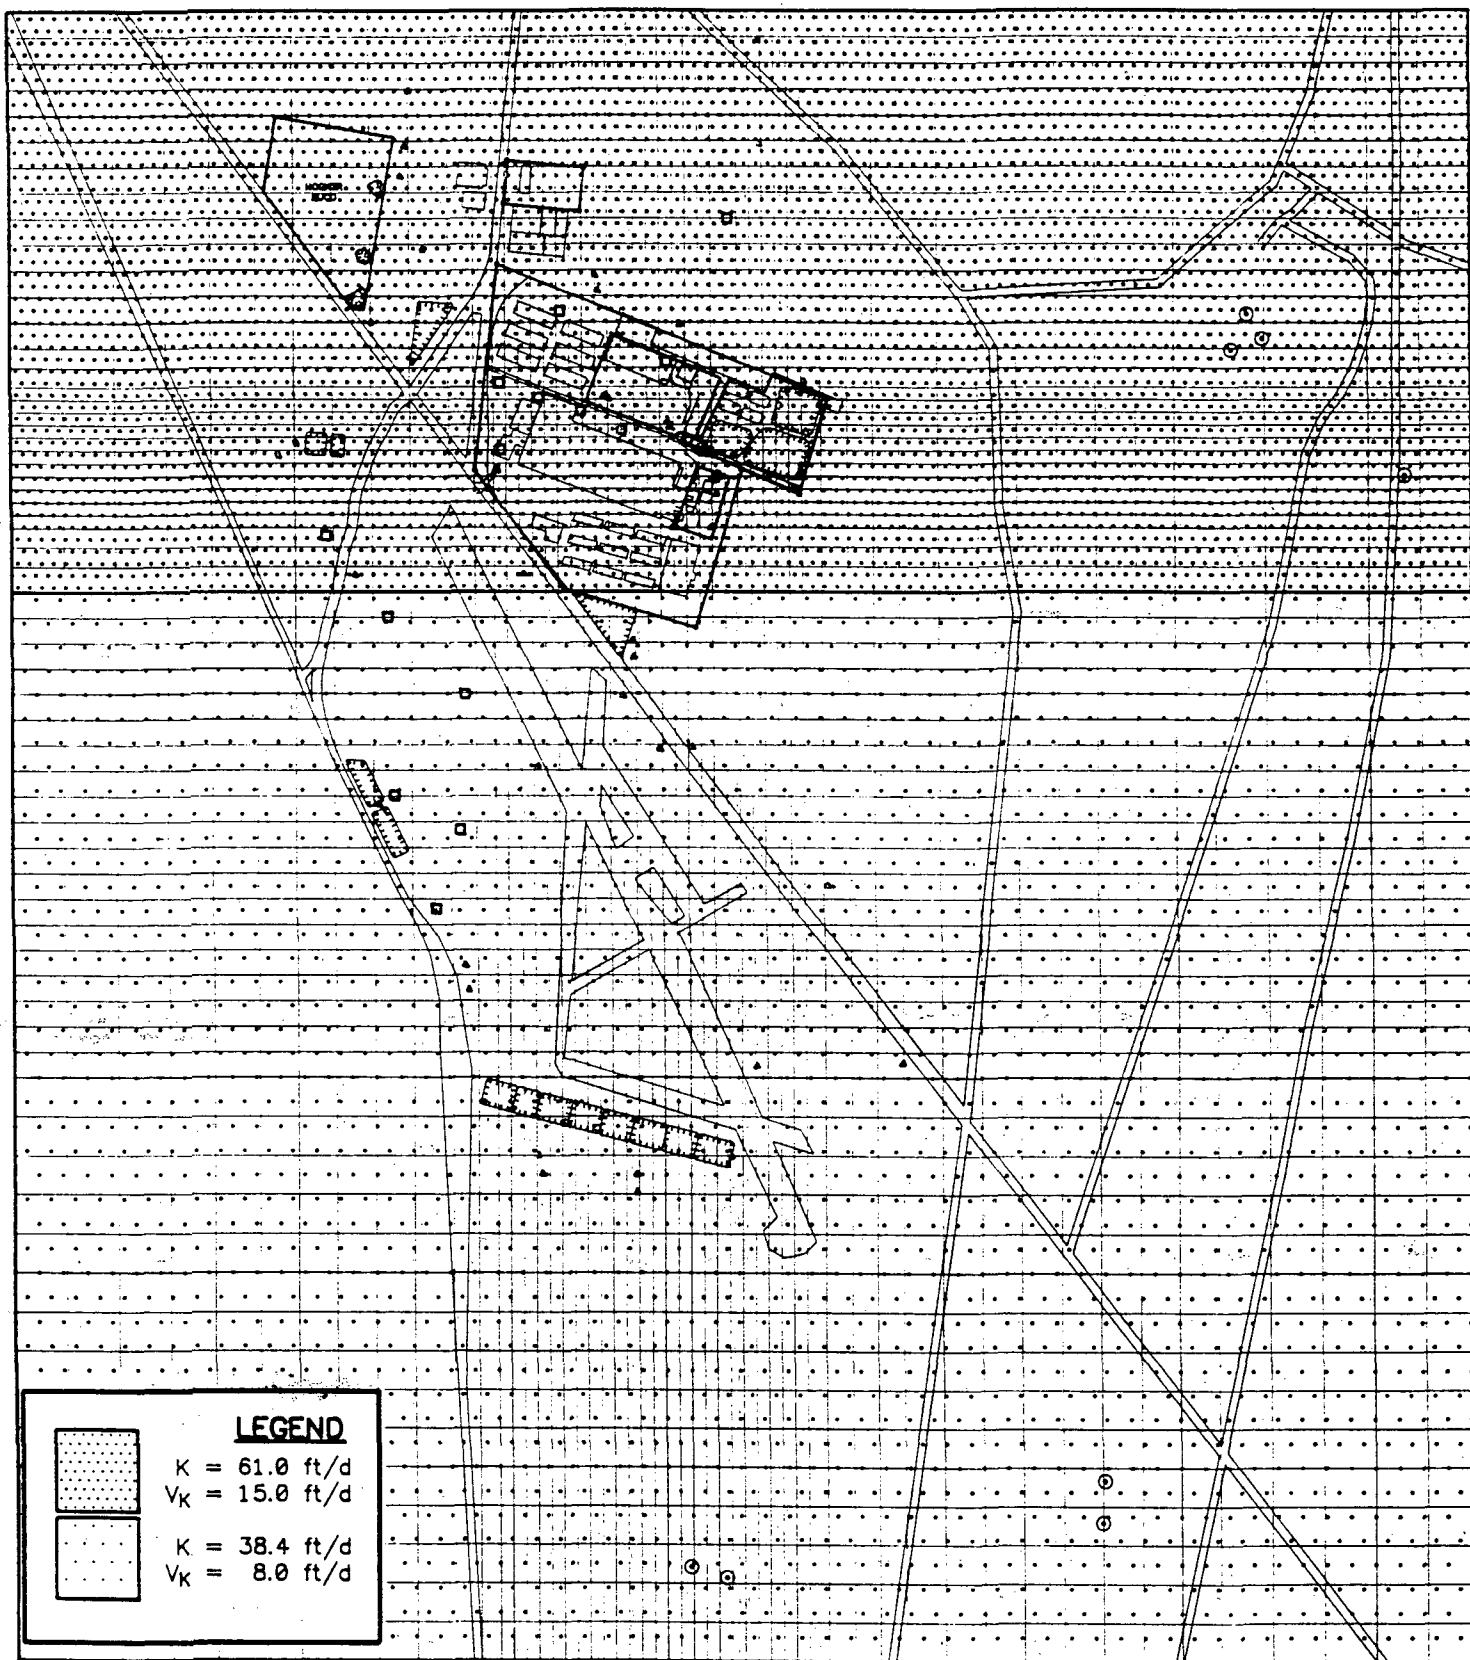 LEGEND
K = 61.0 ft/d
VK = 15.0 ft/d
K = 38.4 ft/d
VK = 8.0 ft/d